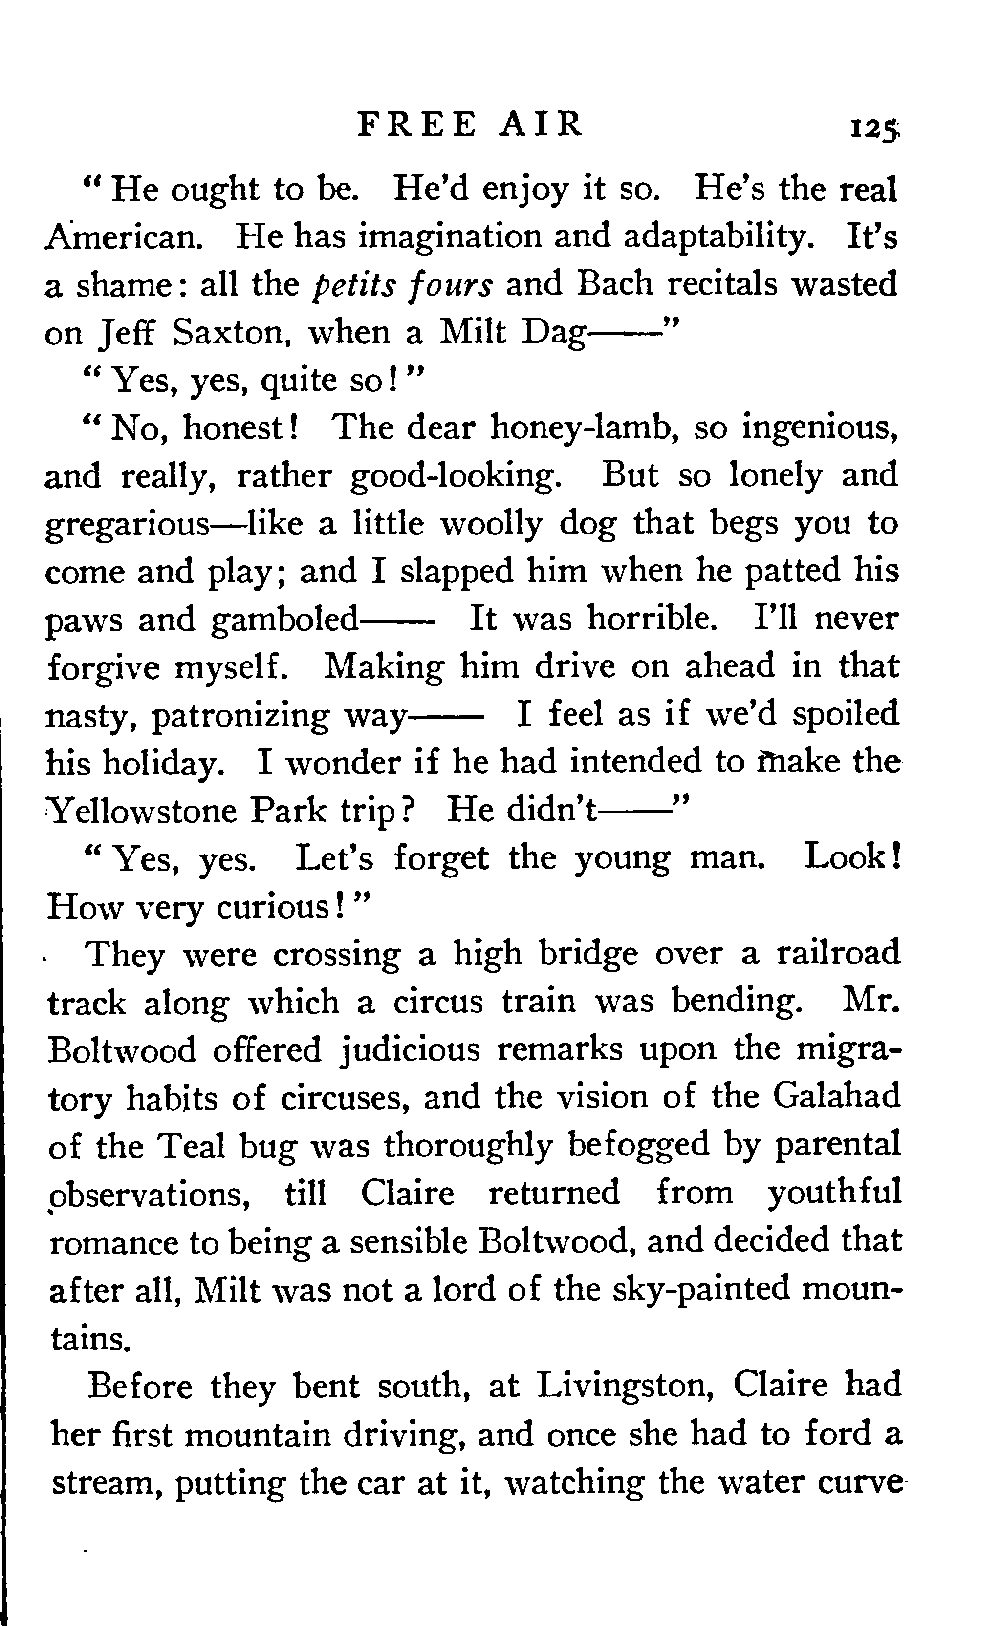 FREE AIR 125
“He ought to be. He’d enjoy it so. He’s the real
American. He has imagination and adaptability. It’s
a shame: all the petits fours and Bach recitals wasted
on Jeff Saxton, when a Milt Dag——”
“Yes, yes, quite so!”
“No, honest! The dear honey-lamb, so ingenious,
and really, rather good-looking. But so lonely and
gregarious—like a little woolly dog that begs you to
come and play; and I slapped him when he patted his
paws and gamboled—— It was horrible. I’ll never
forgive myself. Making him drive on ahead in that
nasty, patronizing way—— I feel as if we’d spoiled
his holiday. I wonder if he had intended to make the
Yellowstone Park trip? He didn’t——”
“Yes, yes. Let’s forget the young man. Look!
How very curious!”
They were crossing a high bridge over a railroad
track along which a circus train was bending. Mr.
Boltwood offered judicious remarks upon the migra-
tory habits of circuses, and the vision of the Galahad
of the Teal bug was thoroughly befogged by parental
observations, till Claire returned from youthful
romance to being a sensible Boltwood, and decided that
after all, Milt was not a lord of the sky-painted moun-
tains.
Before they bent south, at Livingston, Claire had
her first mountain driving, and once she had to ford a
stream, putting the car at it, watching the water curve